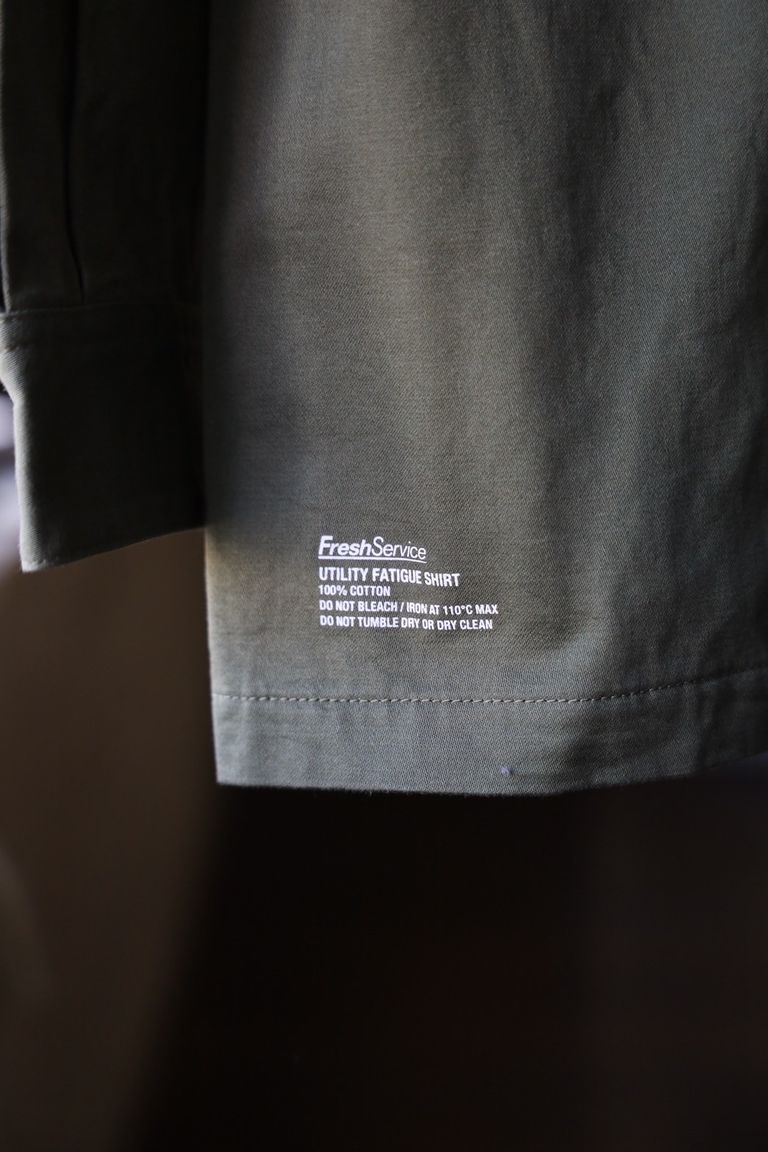 FreshService
UTILITY FATIGUE SHIRT
100% COTTON
DO NOT BLEACH / IRON AT 110°C MAX
DO NOT TUMBLE DRY OR DRY CLEAN